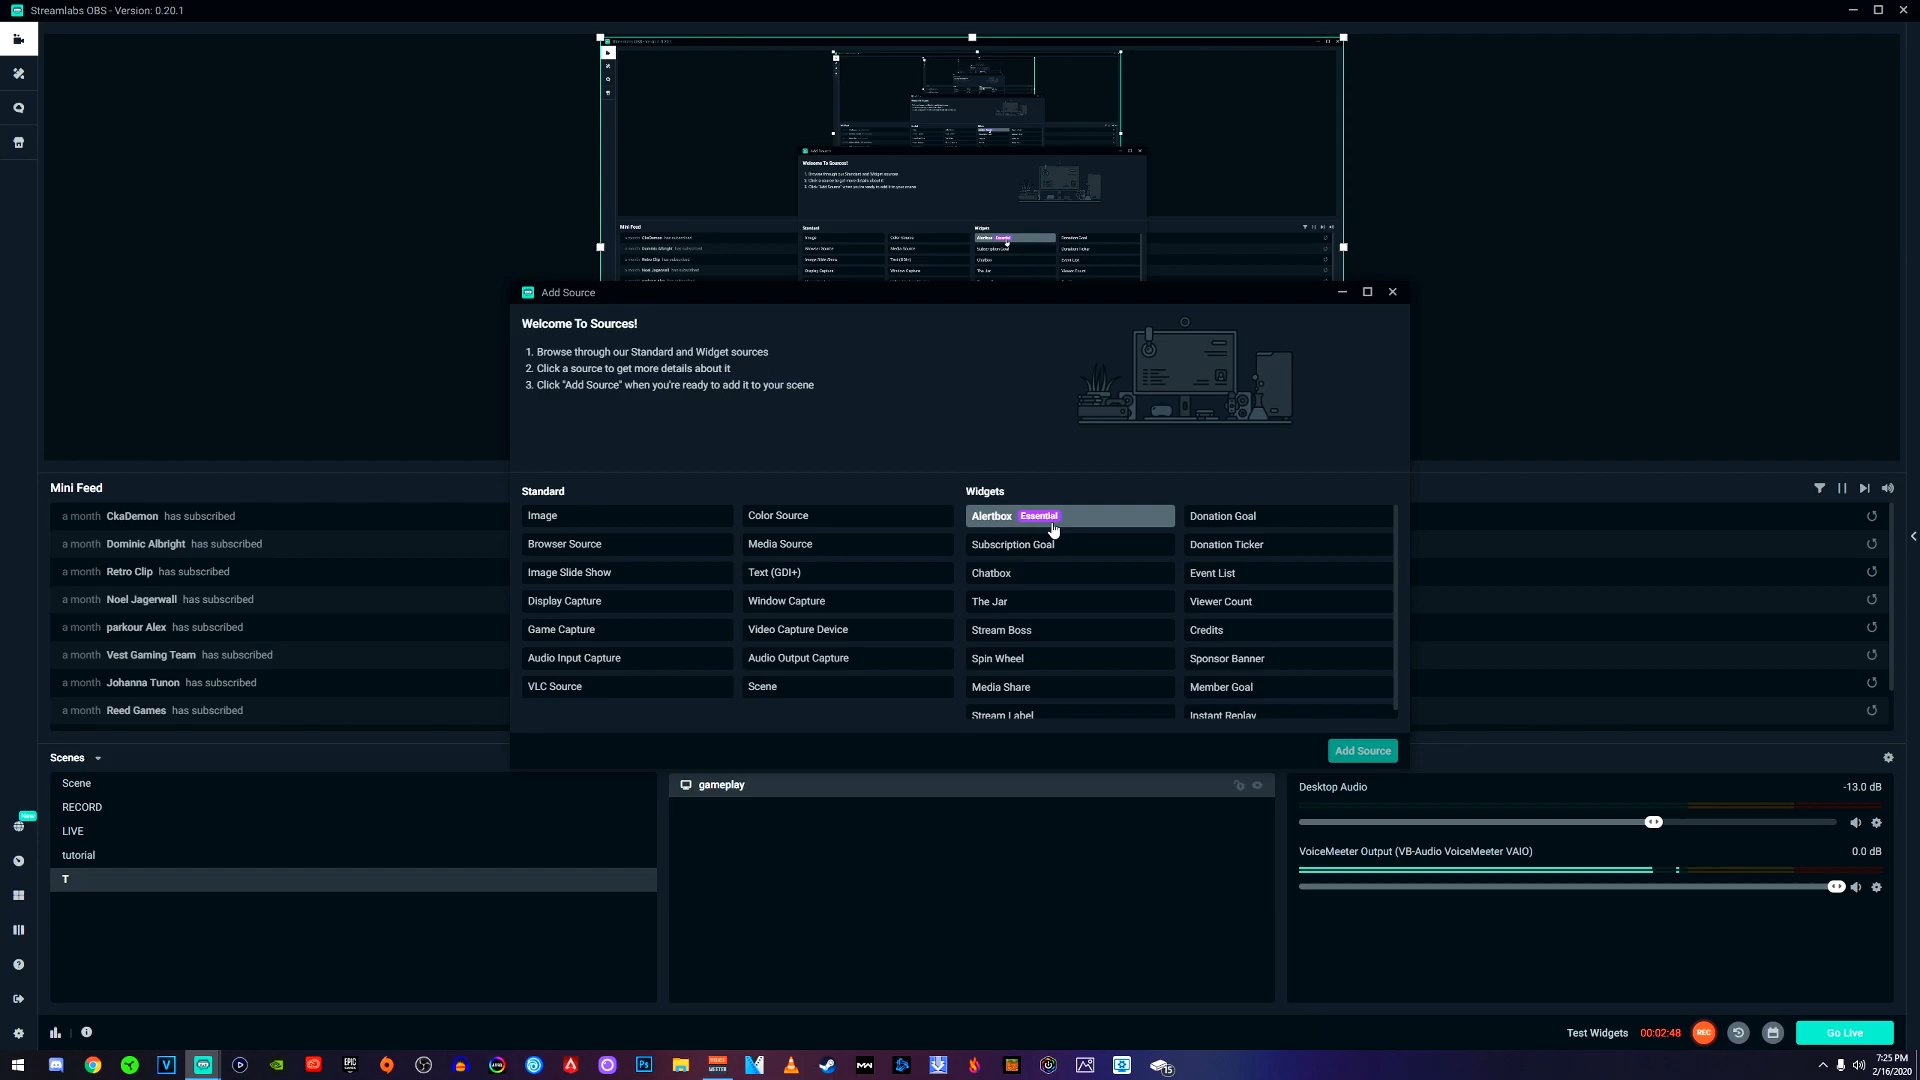 Streamlabs OBS - Version: 0.20.1
Add Source
Welcome To Sources!
1. Browse through our Standard and Widget sources
2. Click a source to get more details about it
3. Click "Add Source" when you're ready to add it to your scene
Mini Feed
Standard
Widgets
Image
Color Source
Alertbox Essential
Donation Goal
Browser Source
Media Source
Subscription Goal
Donation Ticker
Image Slide Show
Text (GDI+)
Chatbox
Event List
Display Capture
Window Capture
The Jar
Viewer Count
Game Capture
Video Capture Device
Stream Boss
Credits
Audio Input Capture
Audio Output Capture
Spin Wheel
Sponsor Banner
VLC Source
Scene
Media Share
Member Goal
Stream Label
Instant Replay
Add Source
a month CkaDemon has subscribed
a month Dominic Albright has subscribed
a month Retro Clip has subscribed
a month Noel Jagerwall has subscribed
a month parkour Alex has subscribed
a month Vest Gaming Team has subscribed
a month Johanna Tunon has subscribed
a month Reed Games has subscribed
Scenes
Scene
RECORD
LIVE
tutorial
T
gameplay
Desktop Audio
-13.0 dB
VoiceMeeter Output (VB-Audio VoiceMeeter VAIO)
0.0 dB
New
Test Widgets
00:02:48
REC
Go Live
7:25 PM
2/16/2020